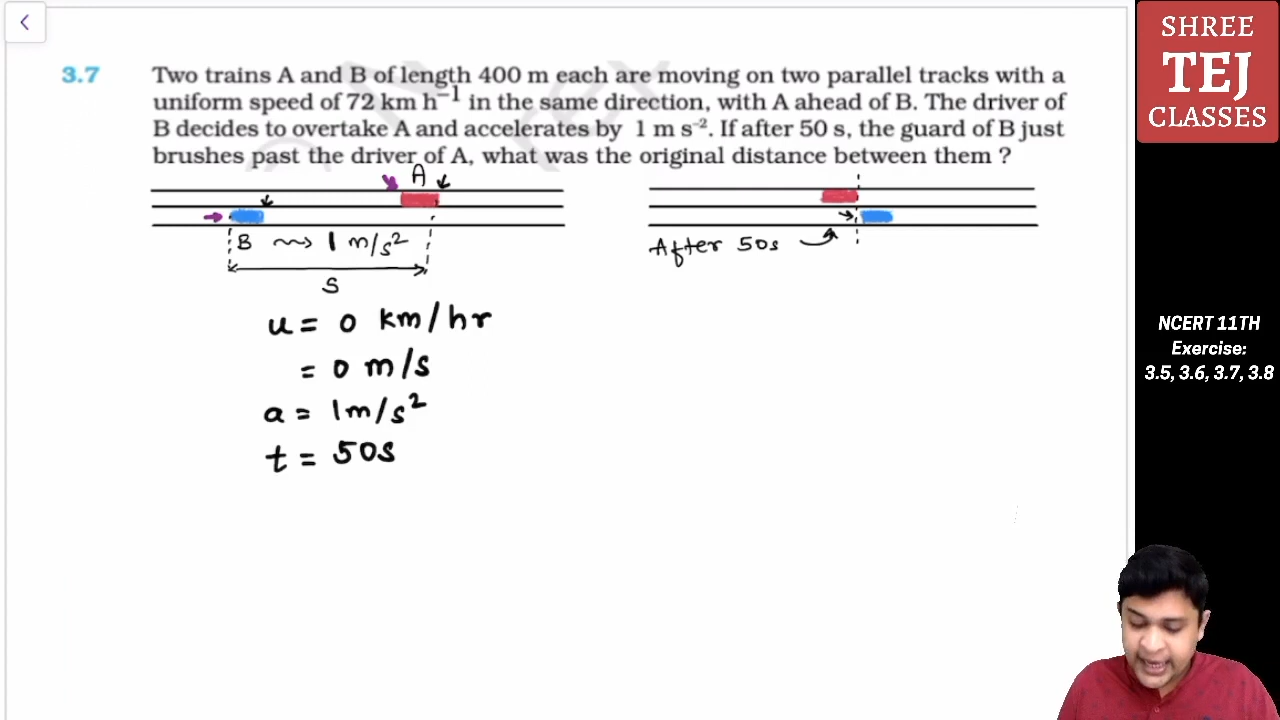 3.7 Two trains A and B of length 400 m each are moving on two parallel tracks with a
uniform speed of 72 km h⁻¹ in the same direction, with A ahead of B. The driver of
B decides to overtake A and accelerates by 1 m s⁻². If after 50 s, the guard of B just
brushes past the driver of A, what was the original distance between them ?
A
B ⇝ 1 m/s²
S
After 50s
u = 0 km/hr
= 0 m/s
a = 1m/s²
t = 50s
SHREE
TEJ
CLASSES
NCERT 11TH
Exercise:
3.5, 3.6, 3.7, 3.8